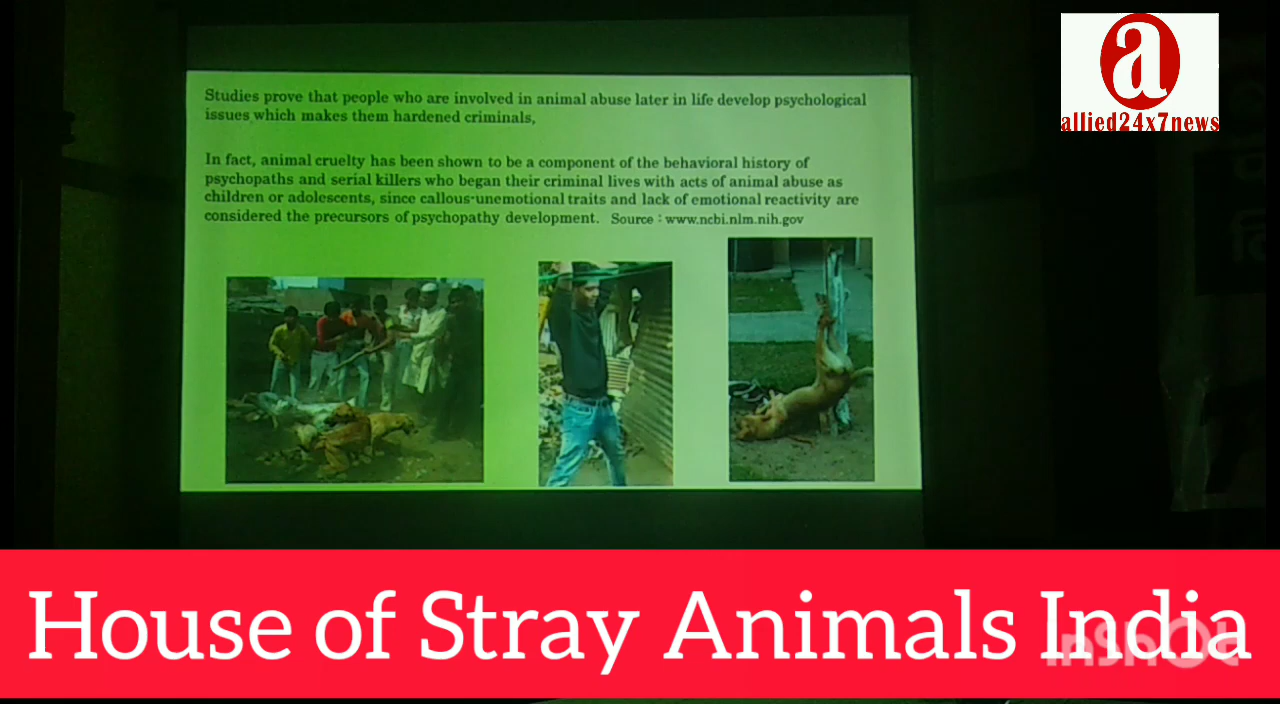 a
allied24x7news
Studies prove that people who are involved in animal abuse later in life develop psychological
issues which makes them hardened criminals,
In fact, animal cruelty has been shown to be a component of the behavioral history of
psychopaths and serial killers who began their criminal lives with acts of animal abuse as
children or adolescents, since callous-unemotional traits and lack of emotional reactivity are
considered the precursors of psychopathy development. Source : www.ncbi.nlm.nih.gov
House of Stray Animals India
InShOt